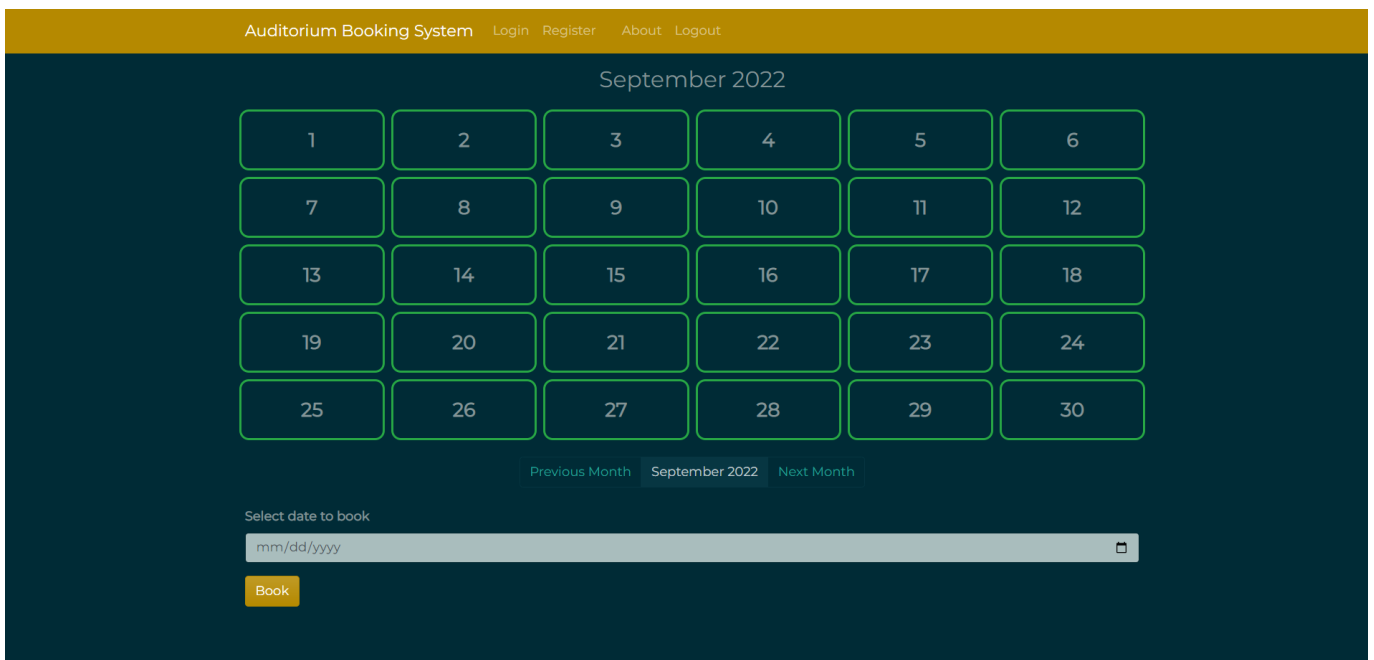 Auditorium Booking System Login Register About Logout
September 2022
1 2 3 4 5 6
7 8 9 10 11 12
13 14 15 16 17 18
19 20 21 22 23 24
25 26 27 28 29 30
Previous Month September 2022 Next Month
Select date to book
mm/dd/yyyy
Book